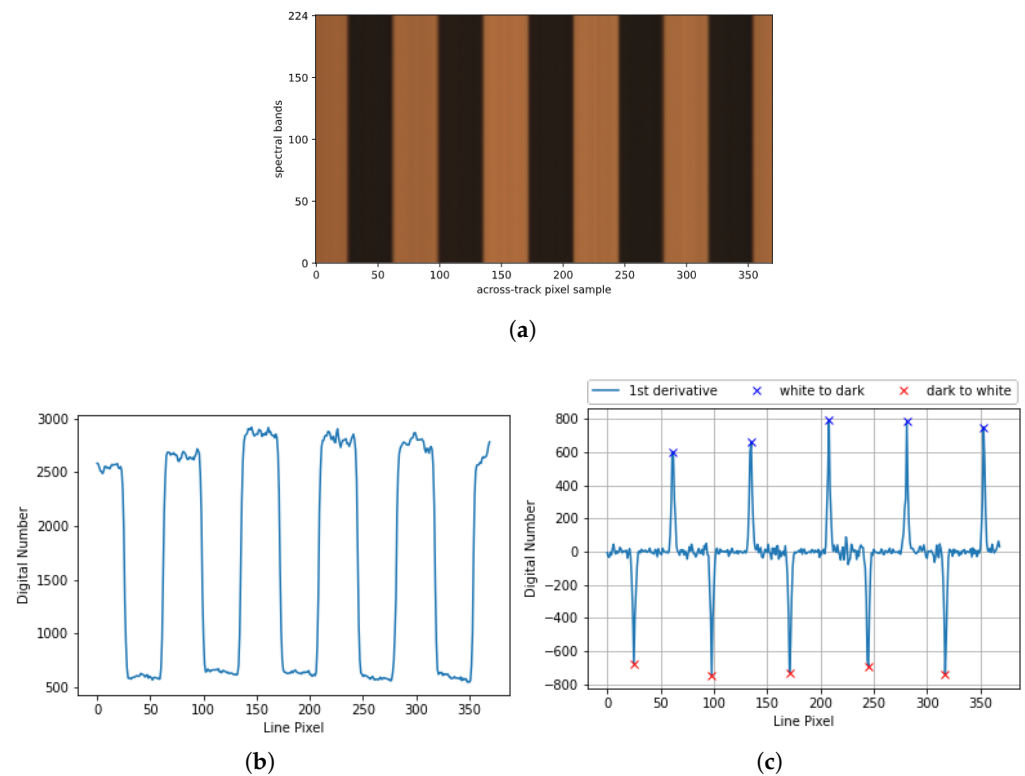 224
150
100
50
0
spectral bands
0 50 100 150 200 250 300 350
across-track pixel sample
(a)
1st derivative white to dark dark to white
3000
2500
2000
1500
1000
500
Digital Number
0 50 100 150 200 250 300 350
Line Pixel
(b)
800
600
400
200
0
−200
−400
−600
−800
Digital Number
0 50 100 150 200 250 300 350
Line Pixel
(c)